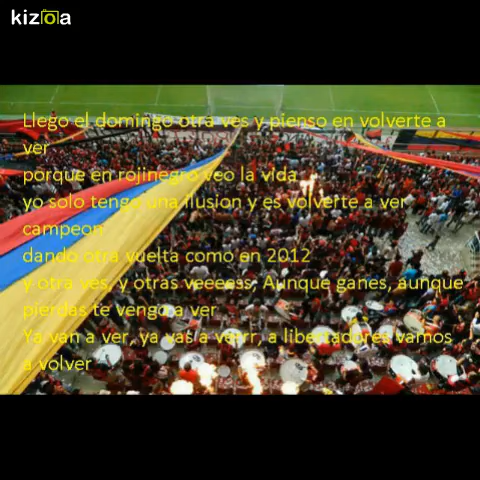 kizoa
Llego el domingo otra ves y pienso en volverte a
ver
porque en rojinegro veo la vida
yo solo tengo una ilusion y es volverte a ver
campeon
dando otra vuelta como en 2012
y otra ves, y otras veeeess, Aunque ganes, aunque
pierdas te vengo a ver
Ya van a ver, ya vas a verrr, a libertadores vamos
a volver